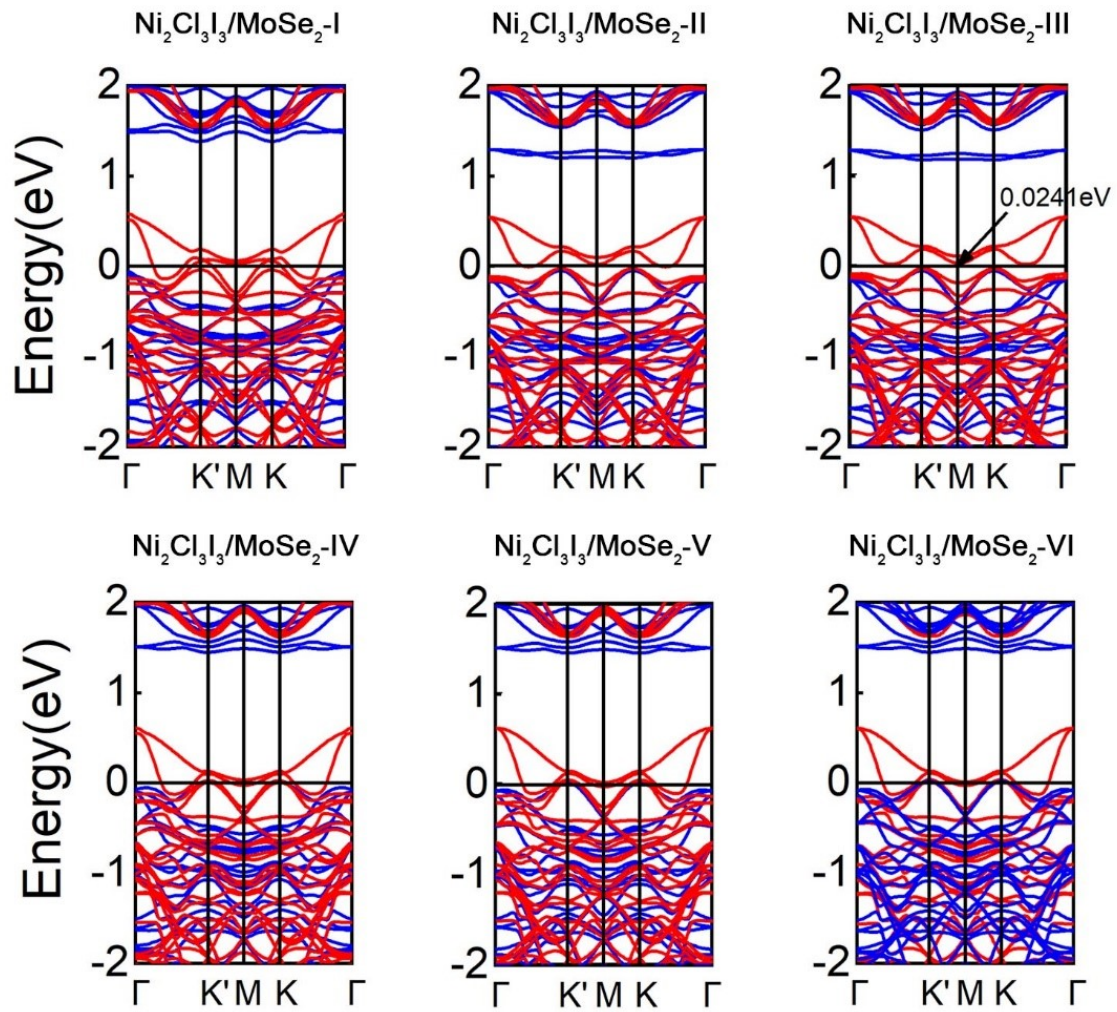 Ni₂Cl₃I₃/MoSe₂-I
Ni₂Cl₃I₃/MoSe₂-II
Ni₂Cl₃I₃/MoSe₂-III
Energy(eV)
2
1
0
-1
-2
Γ K' M K Γ
2
1
0
-1
-2
Γ K' M K Γ
2
1
0
-1
-2
0.0241eV
Γ K' M K Γ
Ni₂Cl₃I₃/MoSe₂-IV
Ni₂Cl₃I₃/MoSe₂-V
Ni₂Cl₃I₃/MoSe₂-VI
Energy(eV)
2
1
0
-1
-2
Γ K' M K Γ
2
1
0
-1
-2
Γ K' M K Γ
2
1
0
-1
-2
Γ K' M K Γ